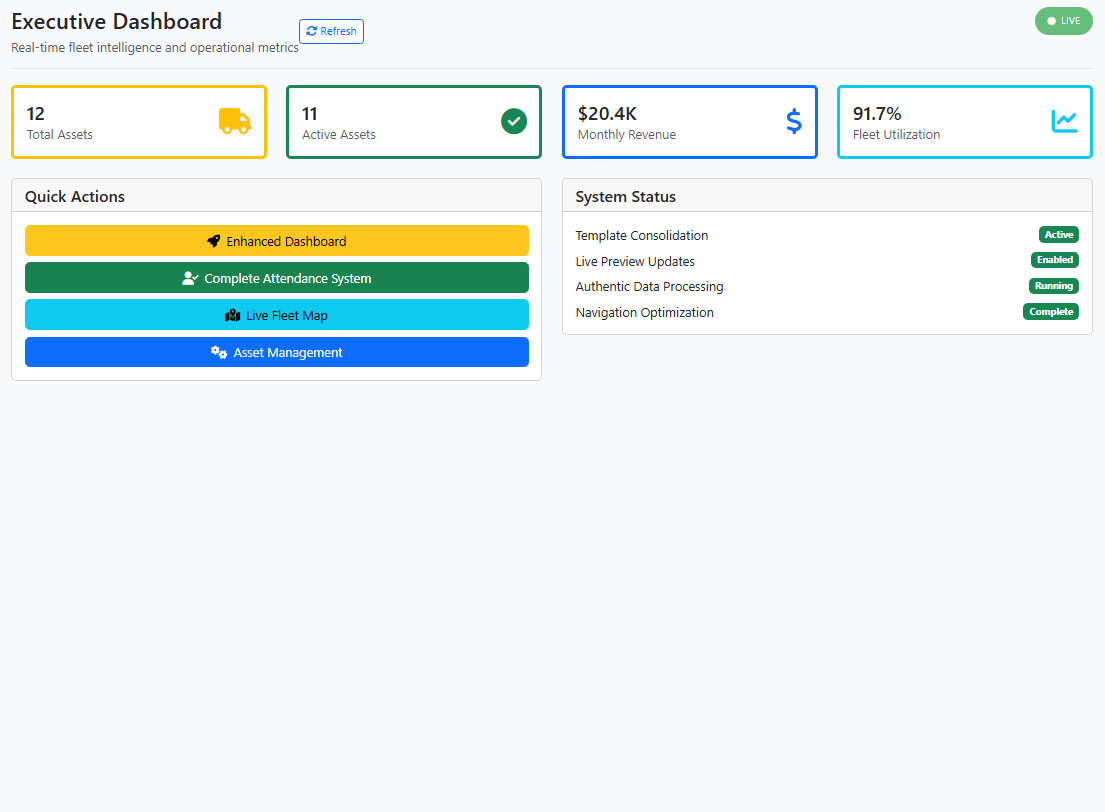 Executive Dashboard
Real-time fleet intelligence and operational metrics
Refresh
LIVE
12
Total Assets
11
Active Assets
$20.4K
Monthly Revenue
91.7%
Fleet Utilization
Quick Actions
Enhanced Dashboard
Complete Attendance System
Live Fleet Map
Asset Management
System Status
Template Consolidation Active
Live Preview Updates Enabled
Authentic Data Processing Running
Navigation Optimization Complete